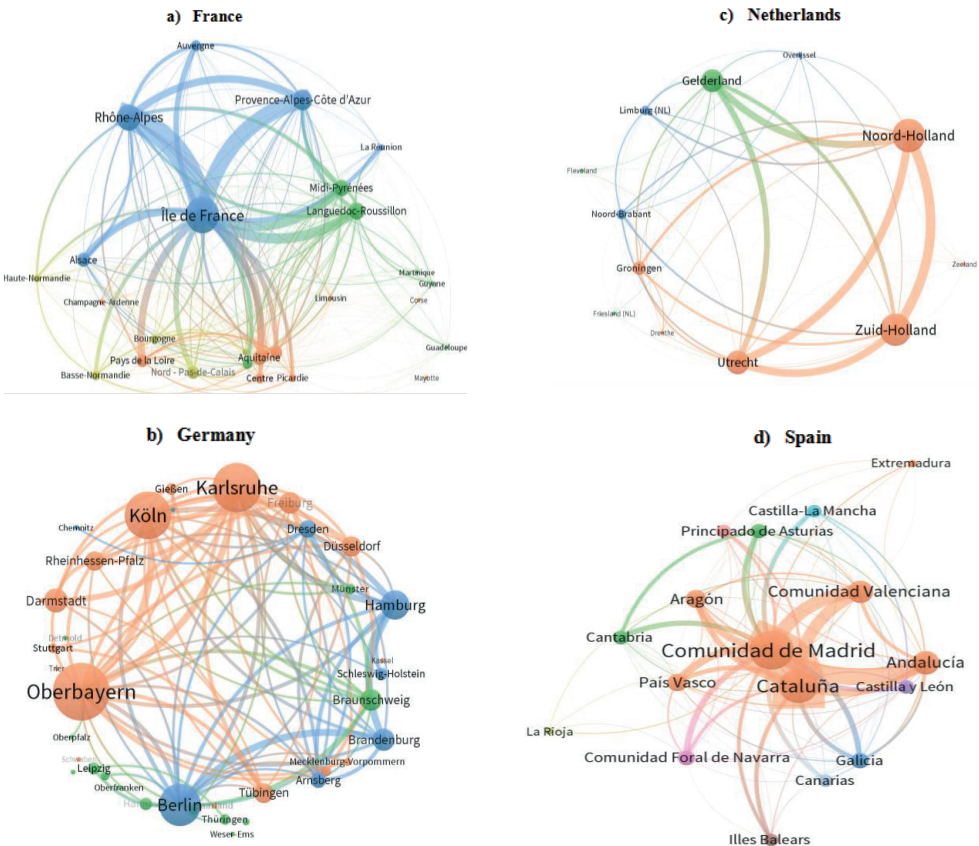 a) France
Auvergne
Provence-Alpes-Côte d'Azur
Rhône-Alpes
La Réunion
Midi-Pyrénées
Languedoc-Roussillon
Île de France
Alsace
Haute-Normandie
Martinique
Guyane
Champagne-Ardenne
Limousin
Corse
Bourgogne
Guadeloupe
Pays de la Loire
Aquitaine
Basse-Normandie
Nord - Pas-de-Calais
Centre
Picardie
Mayotte
c) Netherlands
Overijssel
Gelderland
Limburg (NL)
Noord-Holland
Flevoland
Noord-Brabant
Groningen
Zeeland
Friesland (NL)
Drenthe
Zuid-Holland
Utrecht
b) Germany
Gießen
Karlsruhe
Freiburg
Köln
Chemnitz
Dresden
Düsseldorf
Rheinhessen-Pfalz
Münster
Darmstadt
Hamburg
Detmold
Stuttgart
Kassel
Trier
Schleswig-Holstein
Oberbayern
Braunschweig
Oberpfalz
Brandenburg
Schwaben
Mecklenburg-Vorpommern
Leipzig
Arnsberg
Oberfranken
Tübingen
Berlin
Thüringen
Weser-Ems
d) Spain
Extremadura
Castilla-La Mancha
Principado de Asturias
Aragón
Comunidad Valenciana
Cantabria
Comunidad de Madrid
Andalucía
País Vasco
Cataluña
Castilla y León
La Rioja
Comunidad Foral de Navarra
Galicia
Canarias
Illes Balears